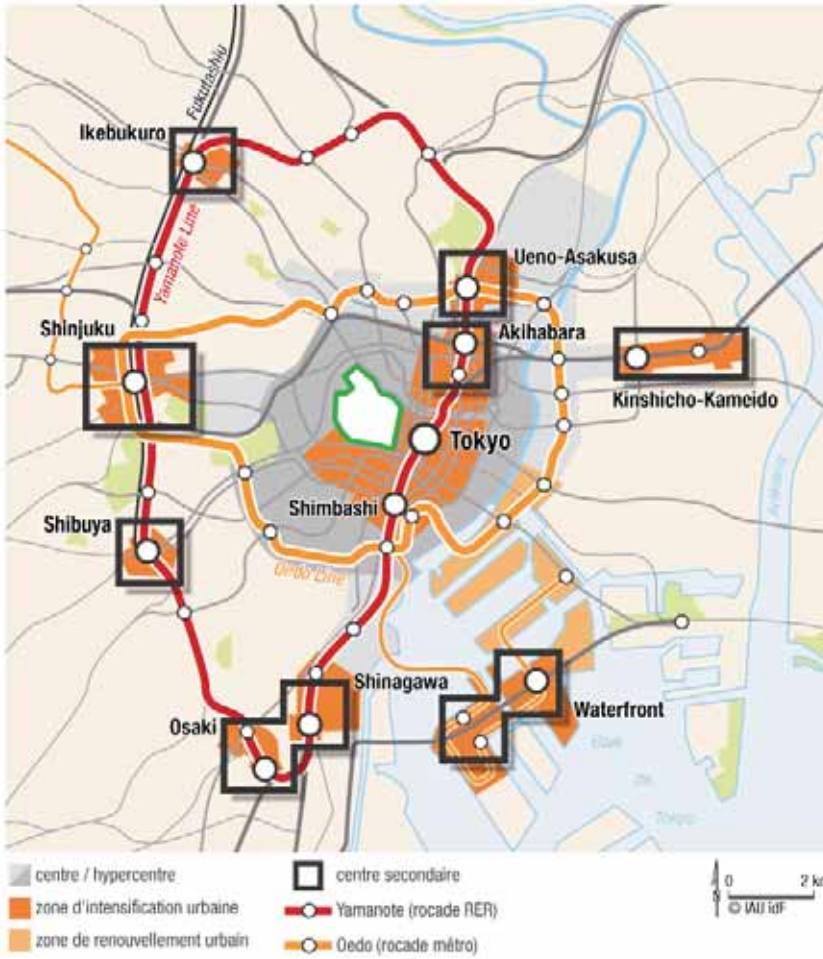 Fukutashiu
Ikebukuro
Yamanote Line
Ueno-Asakusa
Shinjuku
Akihabara
Kinshicho-Kameido
Tokyo
Shimbashi
Shibuya
Oedo Line
Shinagawa
Osaki
Waterfront
Tokyo
centre / hypercentre
zone d'intensification urbaine
zone de renouvellement urbain
centre secondaire
Yamanote (rocade RER)
Oedo (rocade métro)
N
0 2 km
© IAU îdF